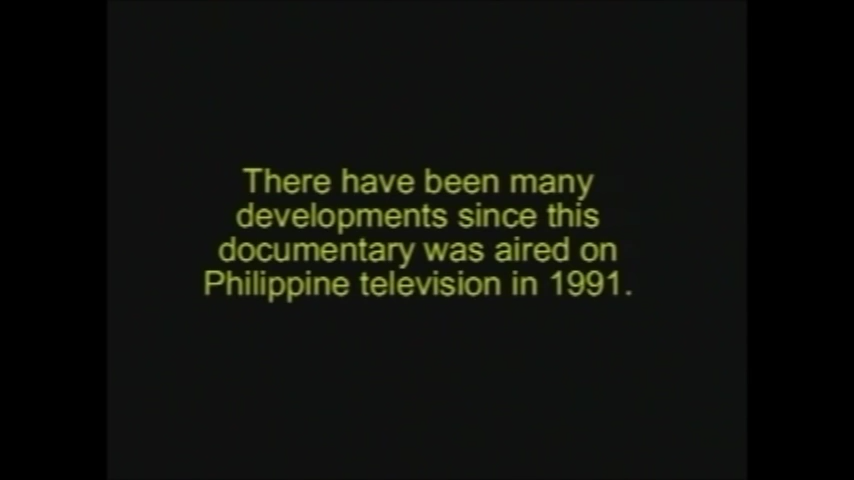 There have been many
developments since this
documentary was aired on
Philippine television in 1991.